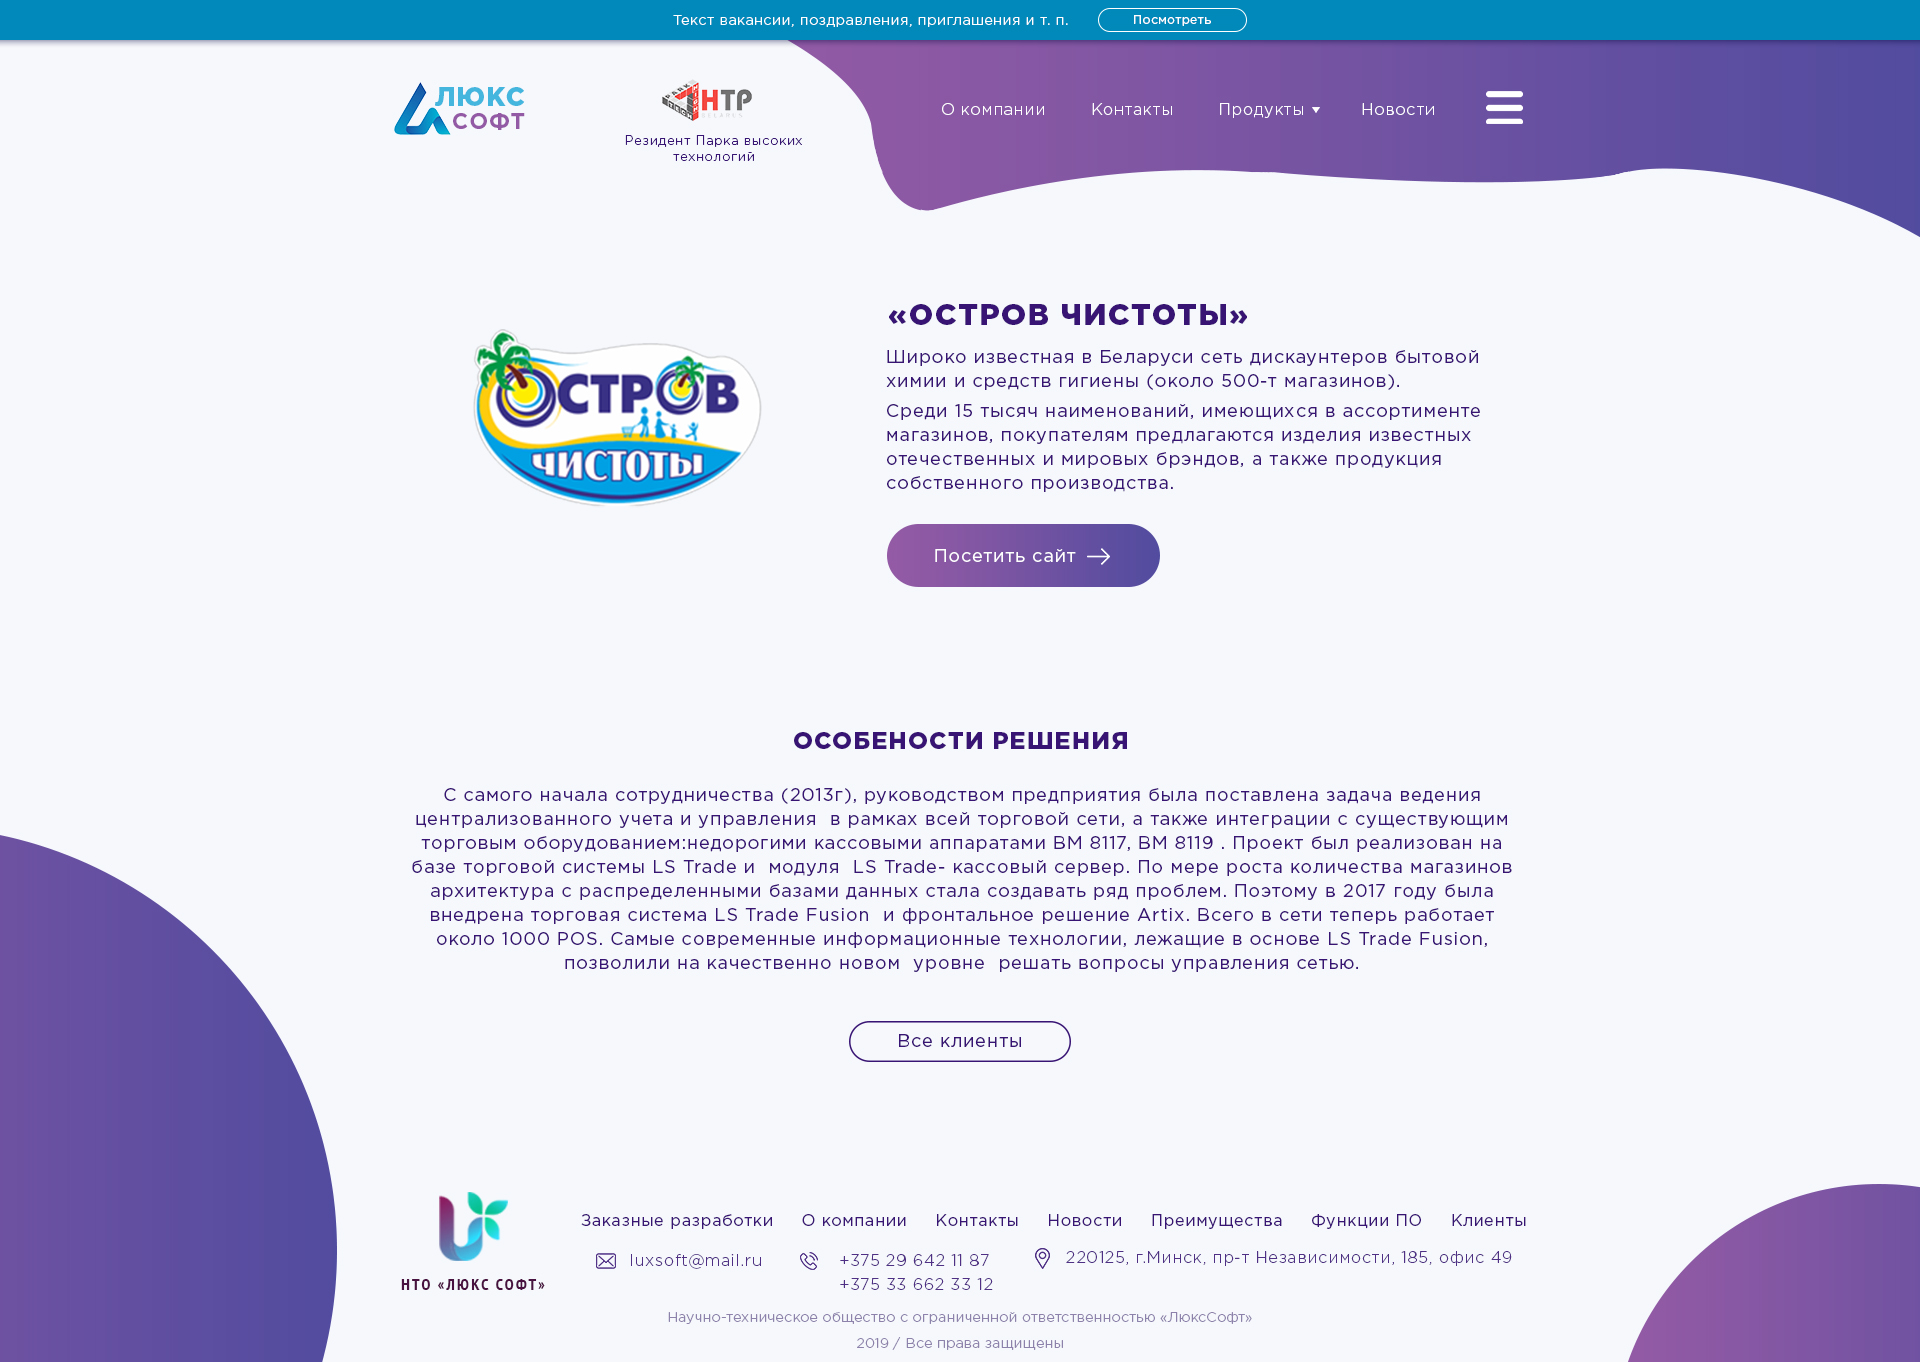 Текст вакансии, поздравления, приглашения и т. п.
Посмотреть
ЛЮКС
СОФТ
НТР
Резидент Парка высоких
технологий
О компании
Контакты
Продукты
Новости
«ОСТРОВ ЧИСТОТЫ»
ОСТРОВ
ЧИСТОТЫ
Широко известная в Беларуси сеть дискаунтеров бытовой
химии и средств гигиены (около 500-т магазинов).
Среди 15 тысяч наименований, имеющихся в ассортименте
магазинов, покупателям предлагаются изделия известных
отечественных и мировых брэндов, а также продукция
собственного производства.
Посетить сайт
ОСОБЕНОСТИ РЕШЕНИЯ
С самого начала сотрудничества (2013г), руководством предприятия была поставлена задача ведения
централизованного учета и управления  в рамках всей торговой сети, а также интеграции с существующим
торговым оборудованием:недорогими кассовыми аппаратами ВМ 8117, ВМ 8119 . Проект был реализован на
базе торговой системы LS Trade и  модуля  LS Trade- кассовый сервер. По мере роста количества магазинов
архитектура с распределенными базами данных стала создавать ряд проблем. Поэтому в 2017 году была
внедрена торговая система LS Trade Fusion  и фронтальное решение Artix. Всего в сети теперь работает
около 1000 POS. Самые современные информационные технологии, лежащие в основе LS Trade Fusion,
позволили на качественно новом  уровне  решать вопросы управления сетью.
Все клиенты
НТО «ЛЮКС СОФТ»
Заказные разработки
О компании
Контакты
Новости
Преимущества
Функции ПО
Клиенты
luxsoft@mail.ru
+375 29 642 11 87
+375 33 662 33 12
220125, г.Минск, пр-т Независимости, 185, офис 49
Научно-техническое общество с ограниченной ответственностью «ЛюксСофт»
2019 / Все права защищены